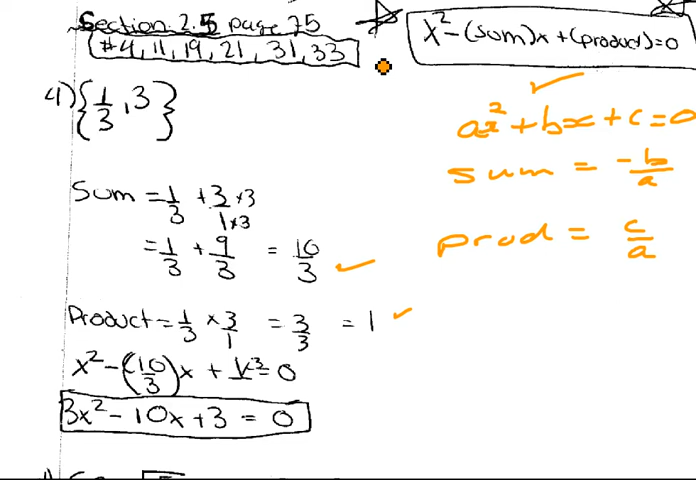 Section 2.5 page 75
#4, 11, 19, 21, 31, 33
x² - (sum)x + (product) = 0
4) {1/3, 3}
ax² + bx + c = 0
sum = -b/a
prod = c/a
Sum = 1/3 + 3×3/1×3
= 1/3 + 9/3 = 10/3
Product = 1/3 × 3/1 = 3/3 = 1
x² - (10/3)x + 1 = 0
3x² - 10x + 3 = 0